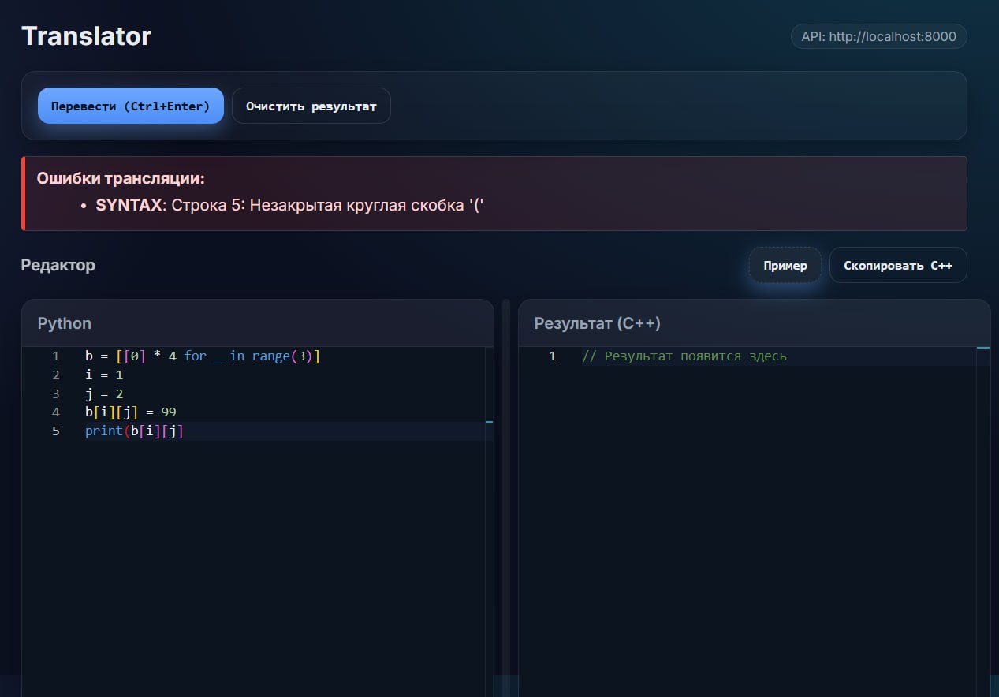 Translator
API: http://localhost:8000
Перевести (Ctrl+Enter)
Очистить результат
Ошибки трансляции:
• SYNTAX: Строка 5: Незакрытая круглая скобка '('
Редактор
Пример
Скопировать C++
Python
1 b = [[0] * 4 for _ in range(3)]
2 i = 1
3 j = 2
4 b[i][j] = 99
5 print(b[i][j]
Результат (C++)
1 // Результат появится здесь